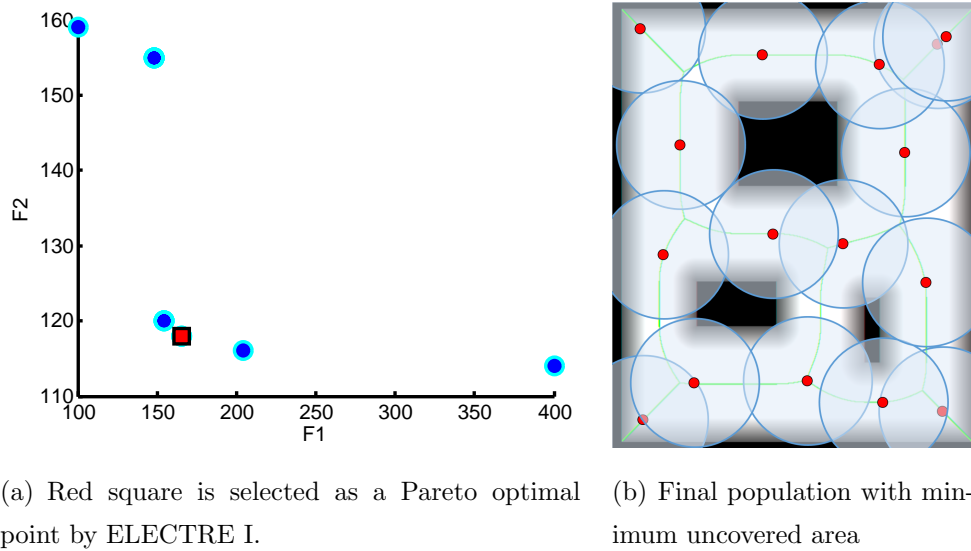 160
150
140
130
120
110
F2
100
150
200
250
300
350
400
F1
(a) Red square is selected as a Pareto optimal
point by ELECTRE I.
(b) Final population with min-
imum uncovered area